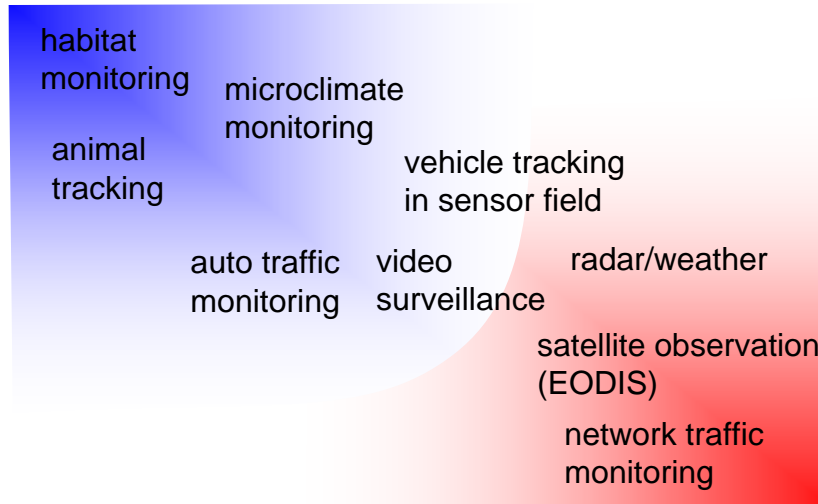 habitat
monitoring
microclimate
monitoring
animal
tracking
vehicle tracking
in sensor field
auto traffic
monitoring
video
surveillance
radar/weather
satellite observation
(EODIS)
network traffic
monitoring